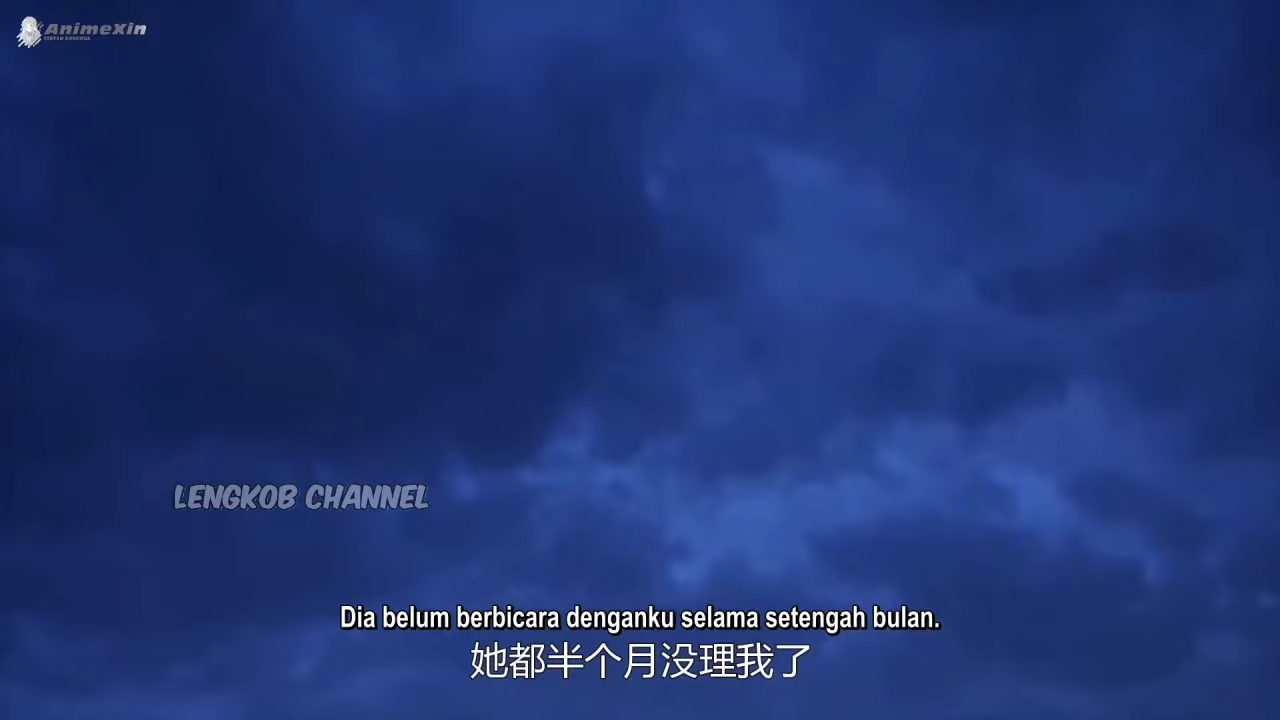 AnimeXin
LENGKOB CHANNEL
Dia belum berbicara denganku selama setengah bulan.
她都半个月没理我了